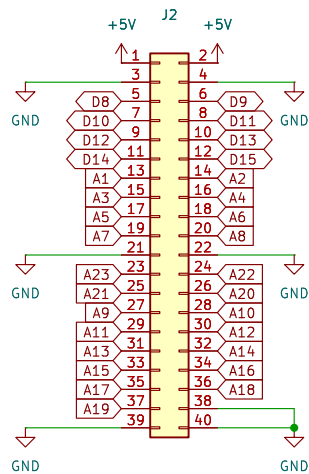 J2
+5V +5V
1 2
3 4
GND GND
D8 5 6 D9
D10 7 8 D11
D12 9 10 D13
D14 11 12 D15
A1 13 14 A2
A3 15 16 A4
A5 17 18 A6
A7 19 20 A8
21 22
GND GND
A23 23 24 A22
A21 25 26 A20
A9 27 28 A10
A11 29 30 A12
A13 31 32 A14
A15 33 34 A16
A17 35 36 A18
A19 37 38
39 40
GND GND